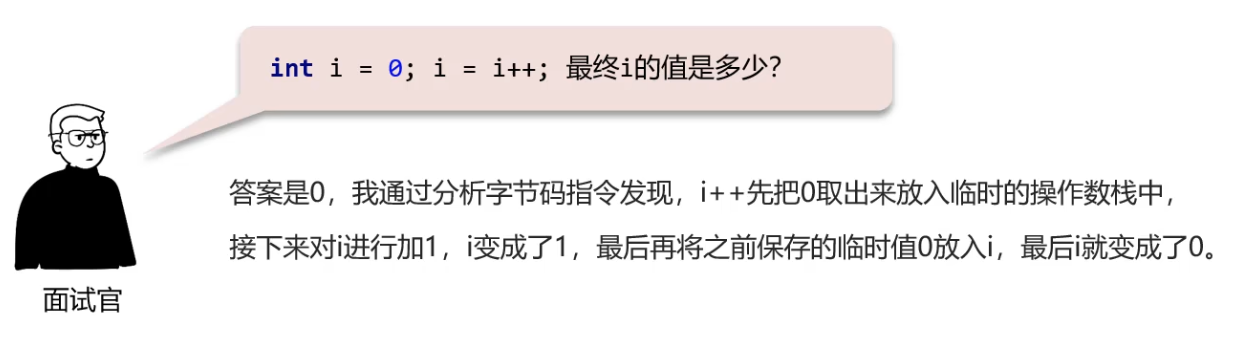 int i = 0; i = i++; 最终i的值是多少？
答案是0，我通过分析字节码指令发现，i++先把0取出来放入临时的操作数栈中，
接下来对i进行加1，i变成了1，最后再将之前保存的临时值0放入i，最后i就变成了0。
面试官